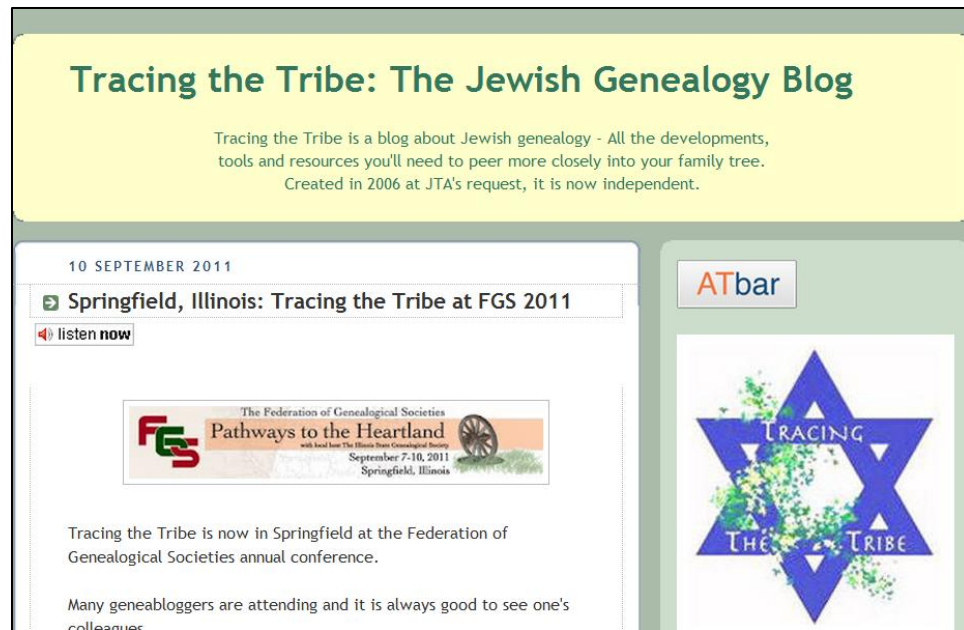 Tracing the Tribe: The Jewish Genealogy Blog
Tracing the Tribe is a blog about Jewish genealogy - All the developments,
tools and resources you'll need to peer more closely into your family tree.
Created in 2006 at JTA's request, it is now independent.
10 SEPTEMBER 2011
Springfield, Illinois: Tracing the Tribe at FGS 2011
listen now
FGS
The Federation of Genealogical Societies
Pathways to the Heartland
with local host The Illinois State Genealogical Society
September 7-10, 2011
Springfield, Illinois
Tracing the Tribe is now in Springfield at the Federation of
Genealogical Societies annual conference.
Many geneabloggers are attending and it is always good to see one's
colleagues
ATbar
TRACING
THE TRIBE